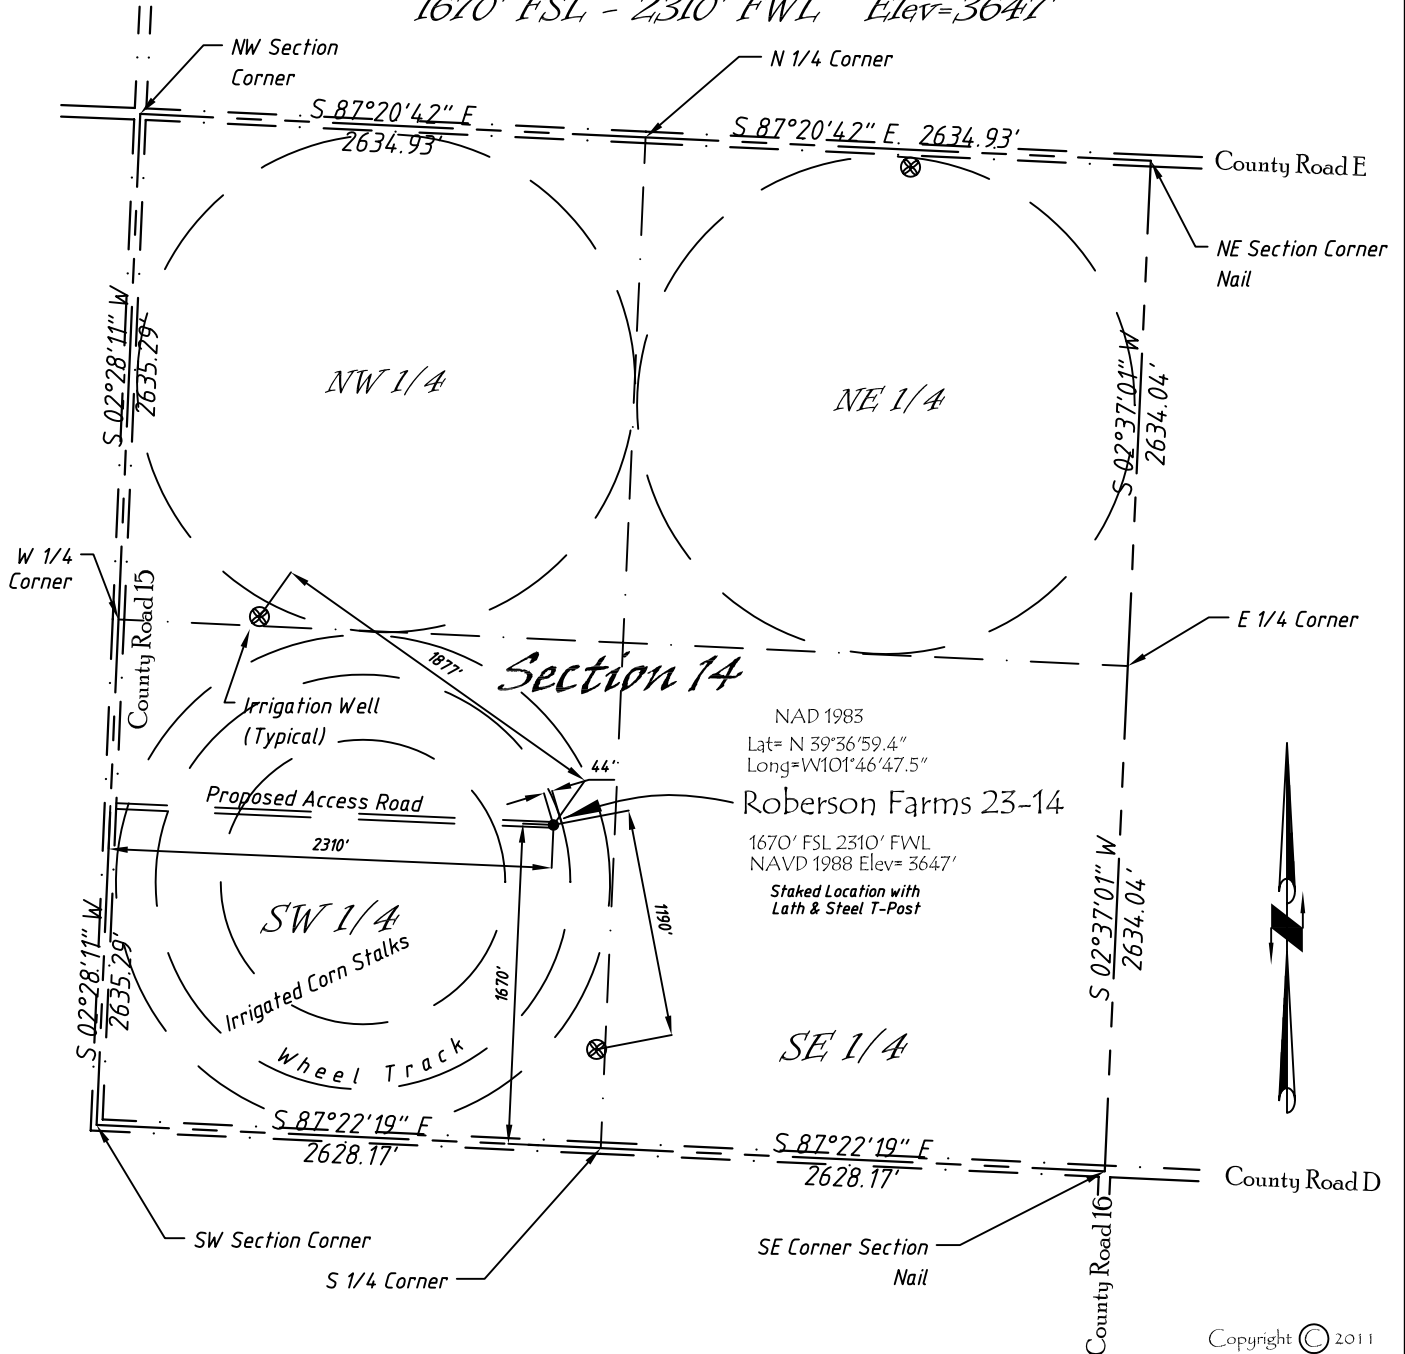 1670' FSL - 2310' FWL Elev=3647'
NW Section
Corner
N 1/4 Corner
S 87°20'42" E
2634.93'
S 87°20'42" E. 2634.93'
County Road E
NE Section Corner
Nail
S 02°28'11" W
2635.29'
NW 1/4
NE 1/4
S 02°37'01" W
2634.04'
W 1/4
Corner
County Road 15
E 1/4 Corner
1877'
Section 14
Irrigation Well
(Typical)
NAD 1983
Lat= N 39°36'59.4"
Long=W101°46'47.5"
44'
Proposed Access Road
Roberson Farms 23-14
2310'
1670' FSL 2310' FWL
NAVD 1988 Elev= 3647'
Staked Location with
Lath & Steel T-Post
SW 1/4
1190'
S 02°37'01" W
2634.04'
S 02°28'11" W
2635.29'
Irrigated Corn Stalks
1670'
Wheel Track
SE 1/4
S 87°22'19" E
2628.17'
S 87°22'19" E
2628.17'
County Road D
County Road 16
SW Section Corner
S 1/4 Corner
SE Corner Section
Nail
Copyright © 2011